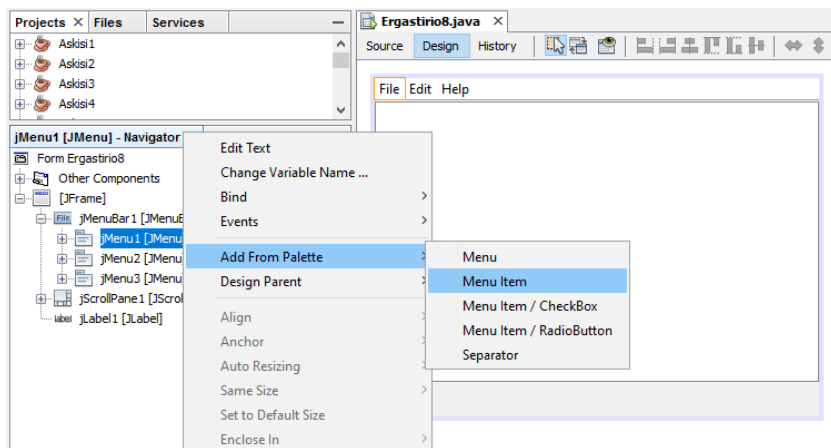 Projects × Files Services
Askisi1
Askisi2
Askisi3
Askisi4
jMenu1 [JMenu] - Navigator
Form Ergastirio8
Other Components
[JFrame]
File jMenuBar1 [JMenuB
jMenu1 [JMenu
jMenu2 [JMenu
jMenu3 [JMenu
jScrollPane1 [JScrol
label jLabel1 [JLabel]
Edit Text
Change Variable Name ...
Bind
Events
Add From Palette
Design Parent
Align
Anchor
Auto Resizing
Same Size
Set to Default Size
Enclose In
Menu
Menu Item
Menu Item / CheckBox
Menu Item / RadioButton
Separator
Ergastirio8.java ×
Source Design History
File Edit Help